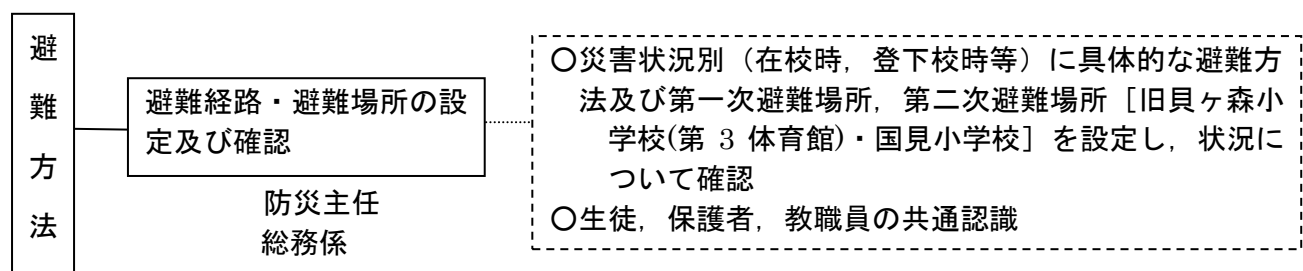 避難方法
避難経路・避難場所の設
定及び確認
防災主任
総務係
〇災害状況別（在校時，登下校時等）に具体的な避難方
法及び第一次避難場所，第二次避難場所［旧貝ヶ森小
学校(第 3 体育館)・国見小学校］を設定し，状況に
ついて確認
〇生徒，保護者，教職員の共通認識